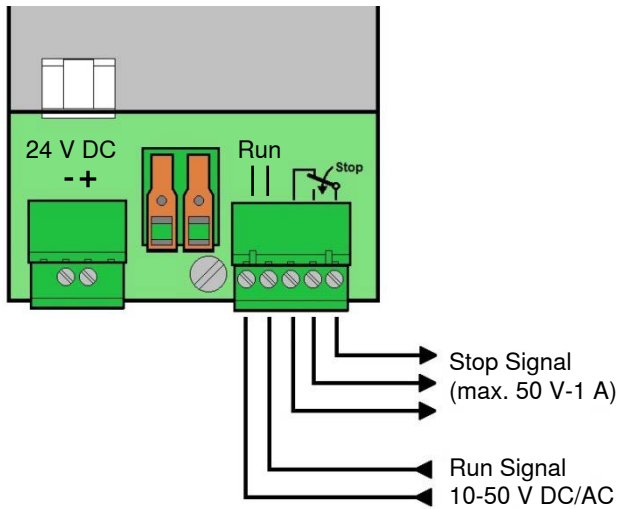 24 V DC
- +
Run
Stop
Stop Signal
(max. 50 V-1 A)
Run Signal
10-50 V DC/AC